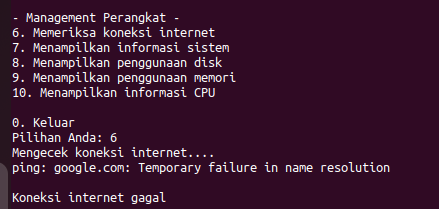 - Management Perangkat -
6. Memeriksa koneksi internet
7. Menampilkan informasi sistem
8. Menampilkan penggunaan disk
9. Menampilkan penggunaan memori
10. Menampilkan informasi CPU
0. Keluar
Pilihan Anda: 6
Mengecek koneksi internet....
ping: google.com: Temporary failure in name resolution
Koneksi internet gagal